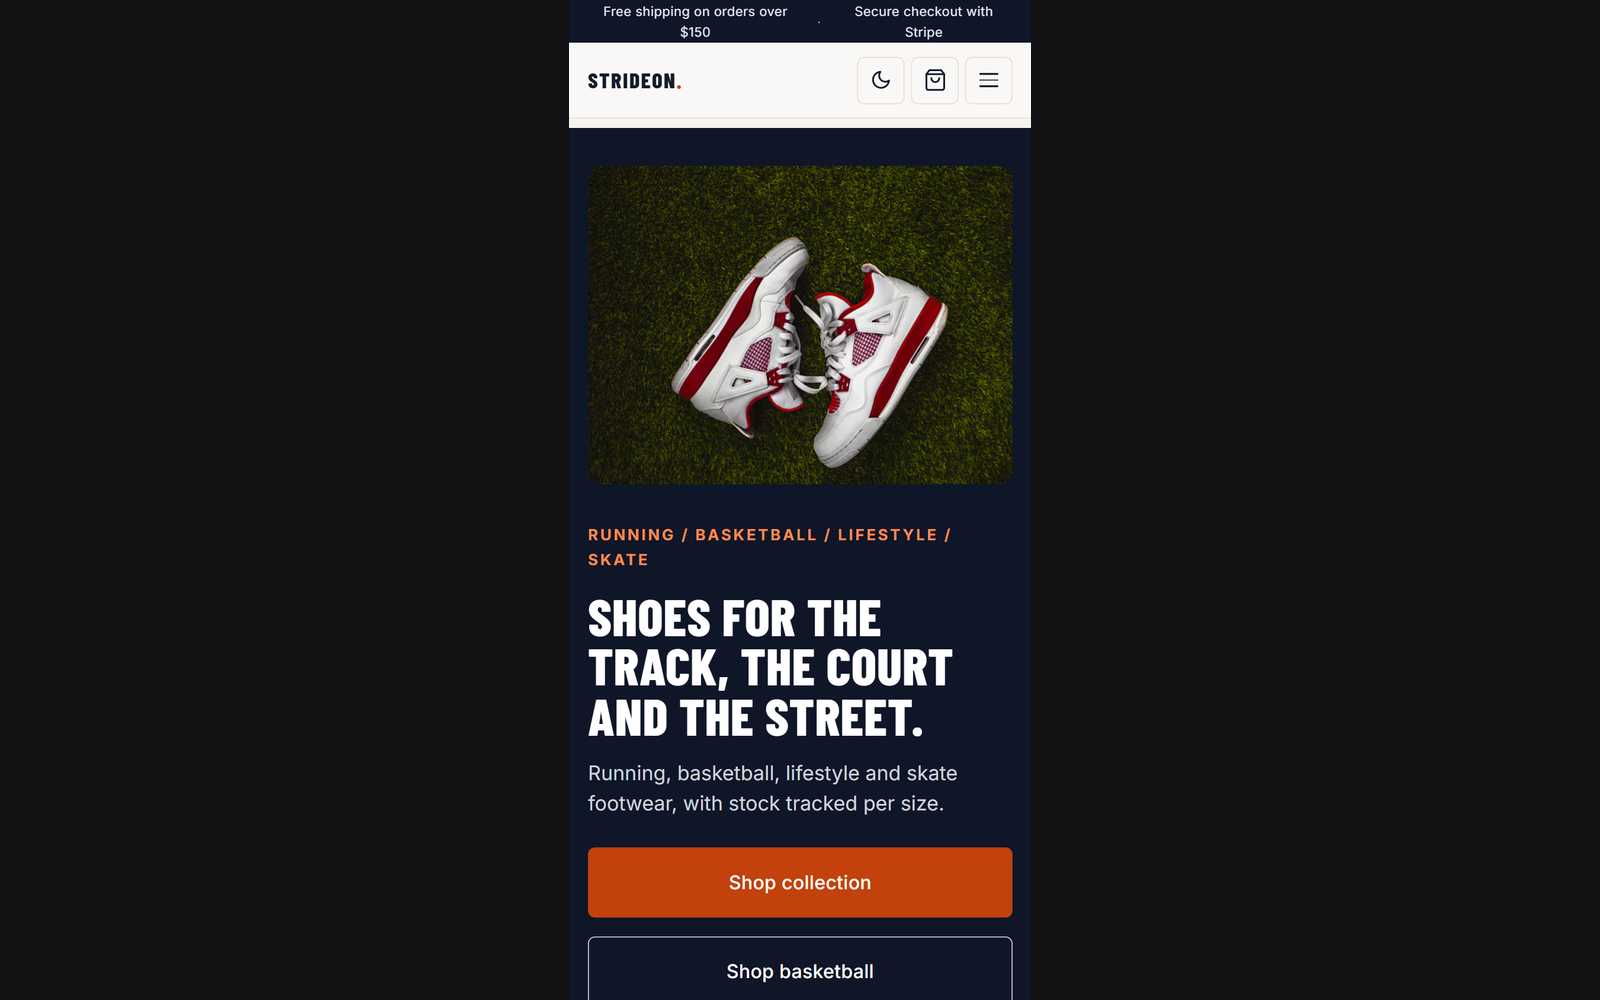 Free shipping on orders over
$150
·
Secure checkout with
Stripe
STRIDEON.
RUNNING / BASKETBALL / LIFESTYLE /
SKATE
SHOES FOR THE
TRACK, THE COURT
AND THE STREET.
Running, basketball, lifestyle and skate
footwear, with stock tracked per size.
Shop collection
Shop basketball